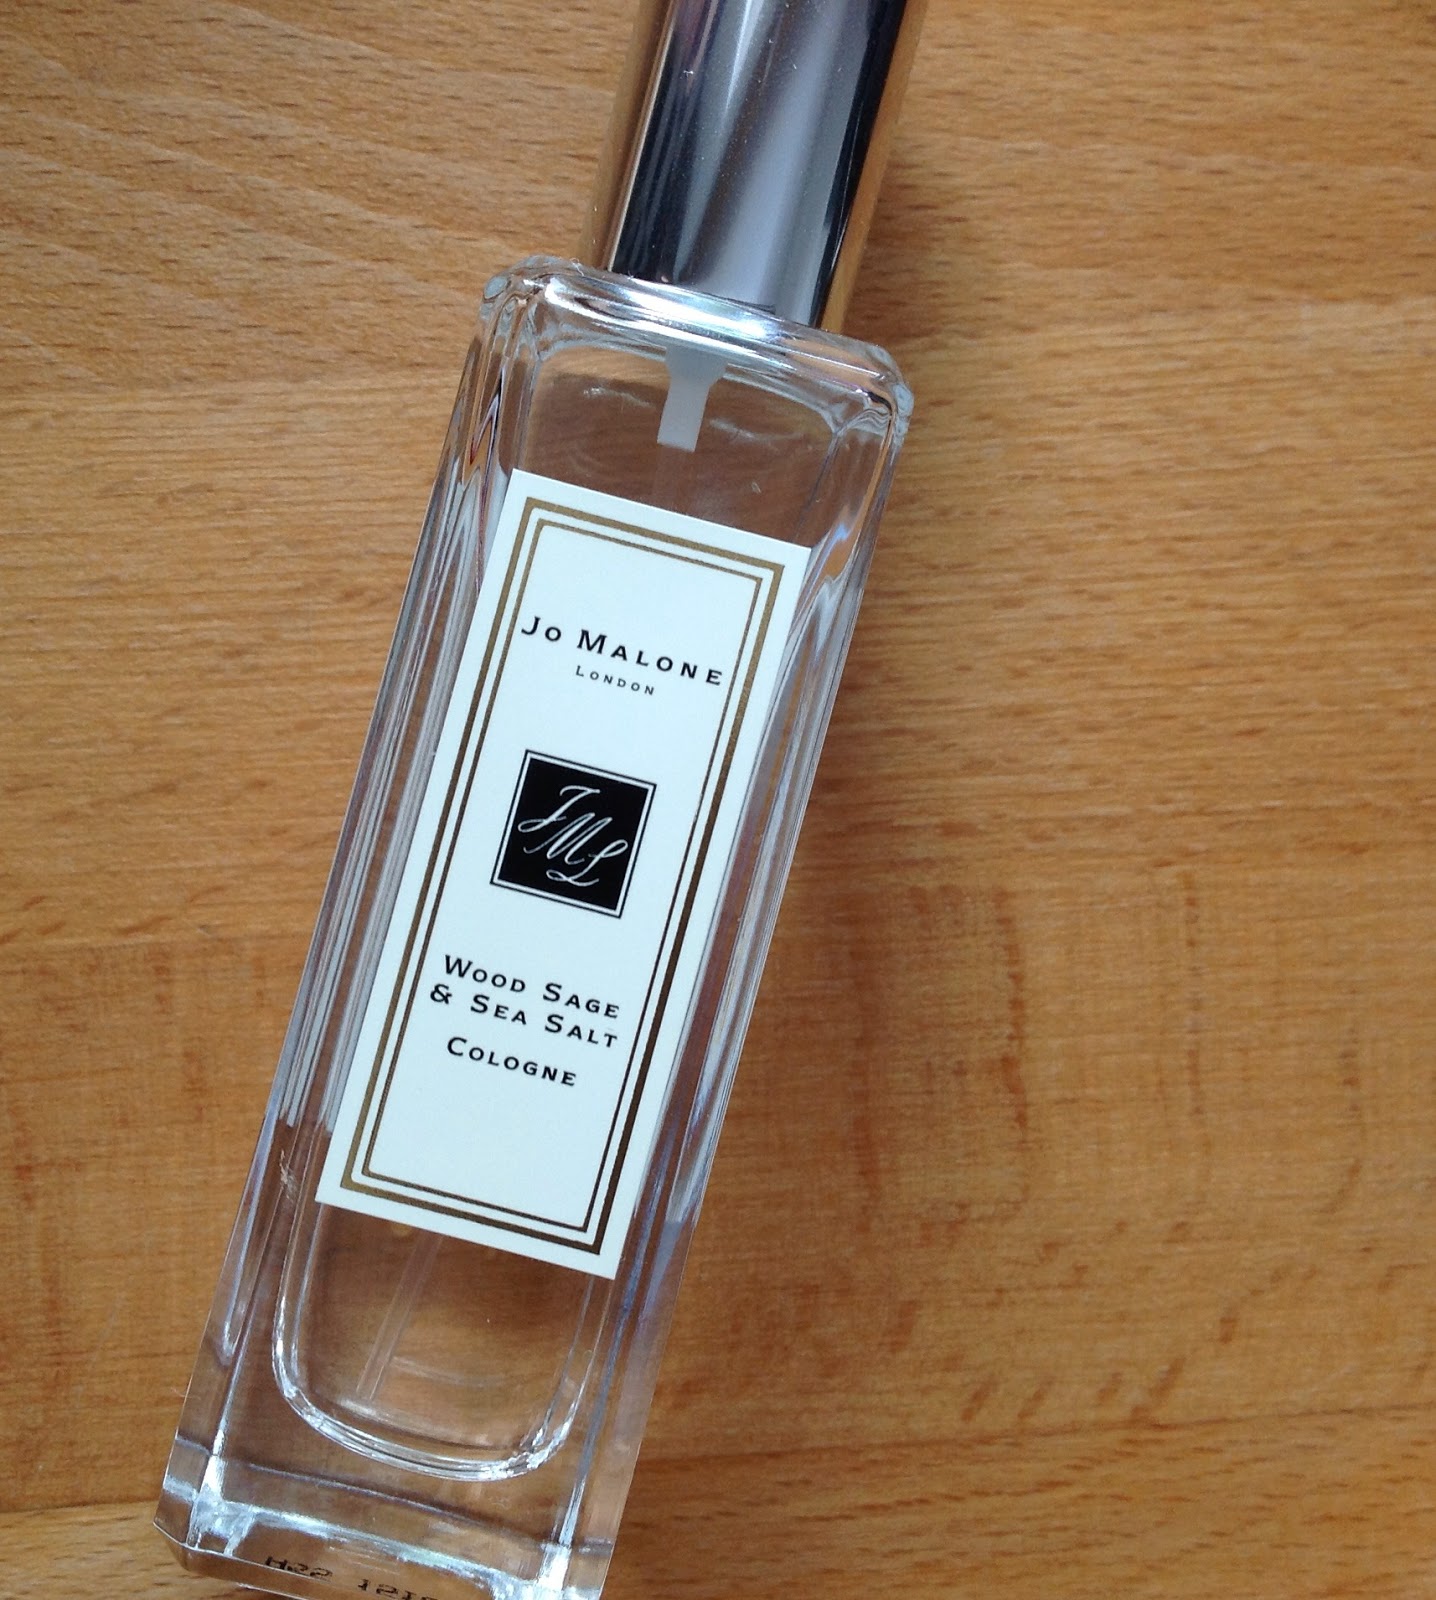 Jo Malone
London
JML
Wood Sage
& Sea Salt
Cologne